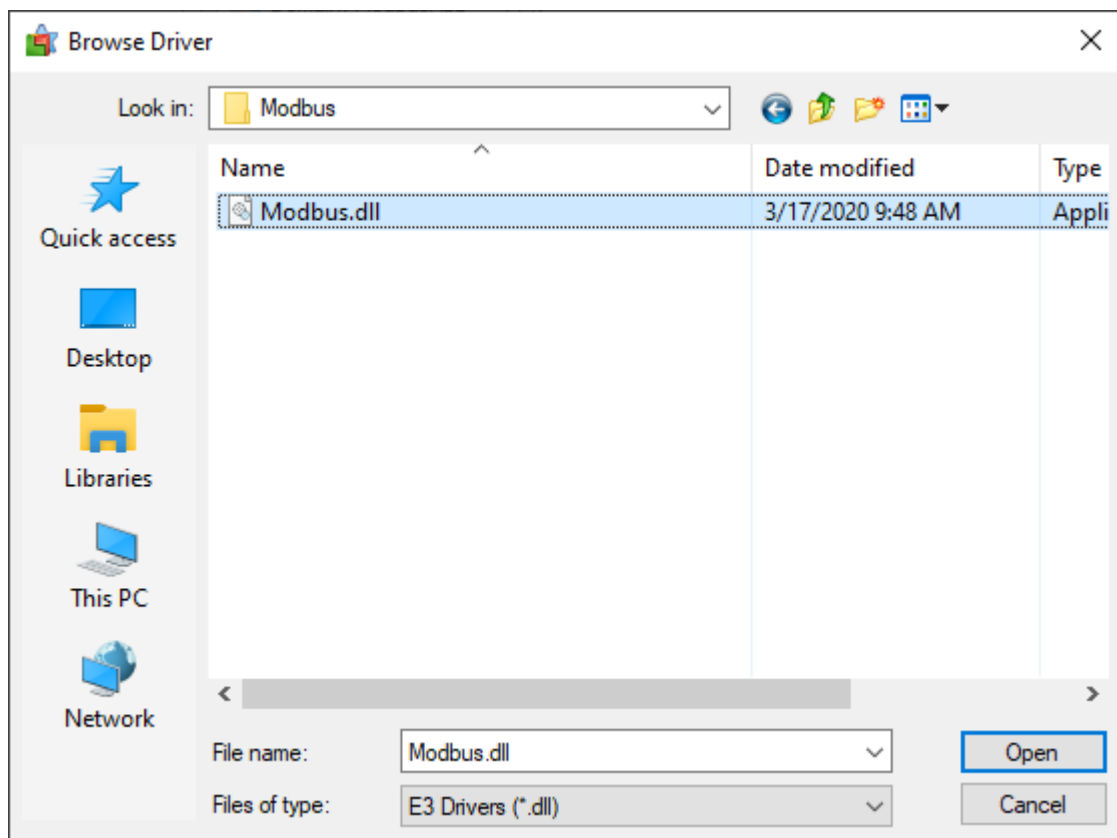 Browse Driver
Look in: Modbus
Name Date modified Type
Modbus.dll 3/17/2020 9:48 AM Appli
Quick access
Desktop
Libraries
This PC
Network
File name: Modbus.dll Open
Files of type: E3 Drivers (*.dll) Cancel